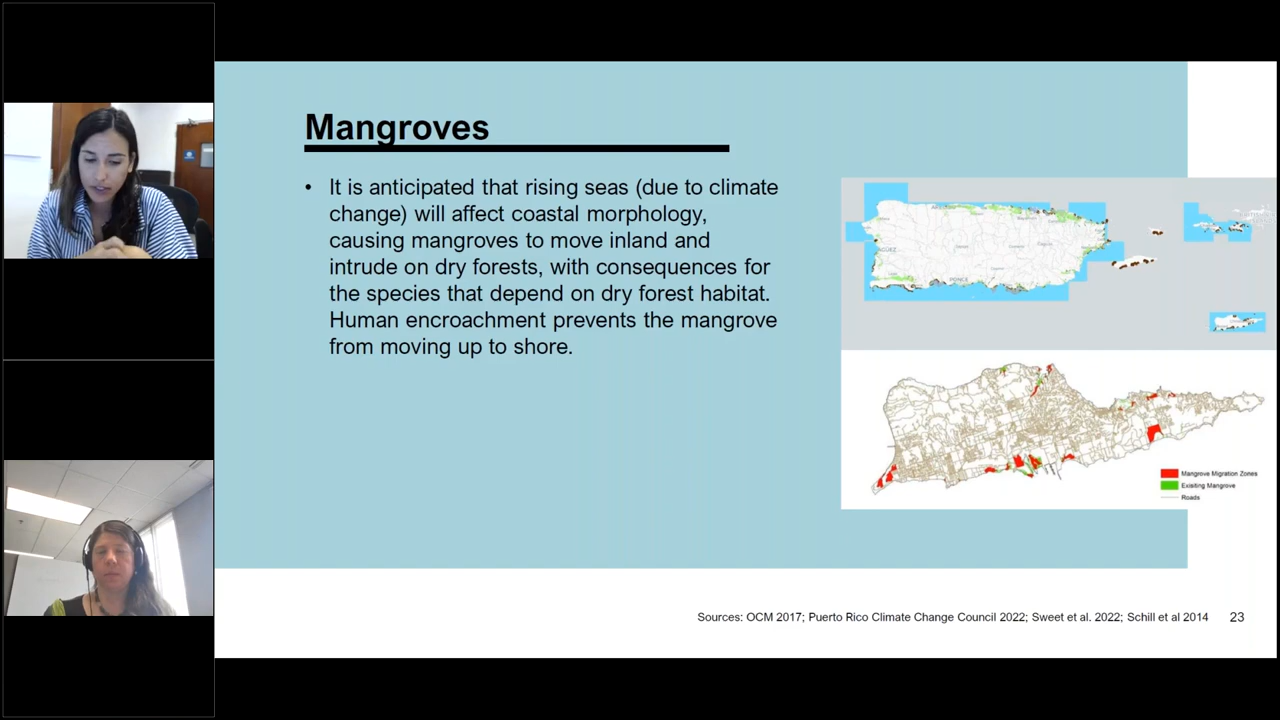 Mangroves
• It is anticipated that rising seas (due to climate
change) will affect coastal morphology,
causing mangroves to move inland and
intrude on dry forests, with consequences for
the species that depend on dry forest habitat.
Human encroachment prevents the mangrove
from moving up to shore.
Mangrove Migration Zones
Exisiting Mangrove
Roads
Sources: OCM 2017; Puerto Rico Climate Change Council 2022; Sweet et al. 2022; Schill et al 2014
23